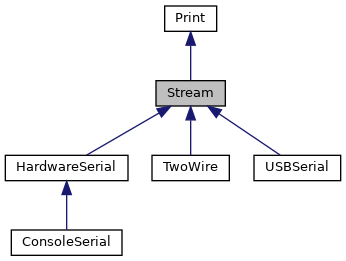 Print
Stream
HardwareSerial
TwoWire
USBSerial
ConsoleSerial